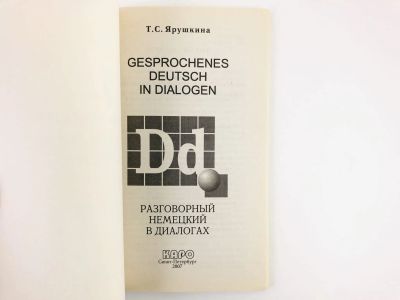 Т.С. Ярушкина
GESPROCHENES
DEUTSCH
IN DIALOGEN
Dd
РАЗГОВОРНЫЙ
НЕМЕЦКИЙ
В ДИАЛОГАХ
КАРО
Санкт-Петербург
2007